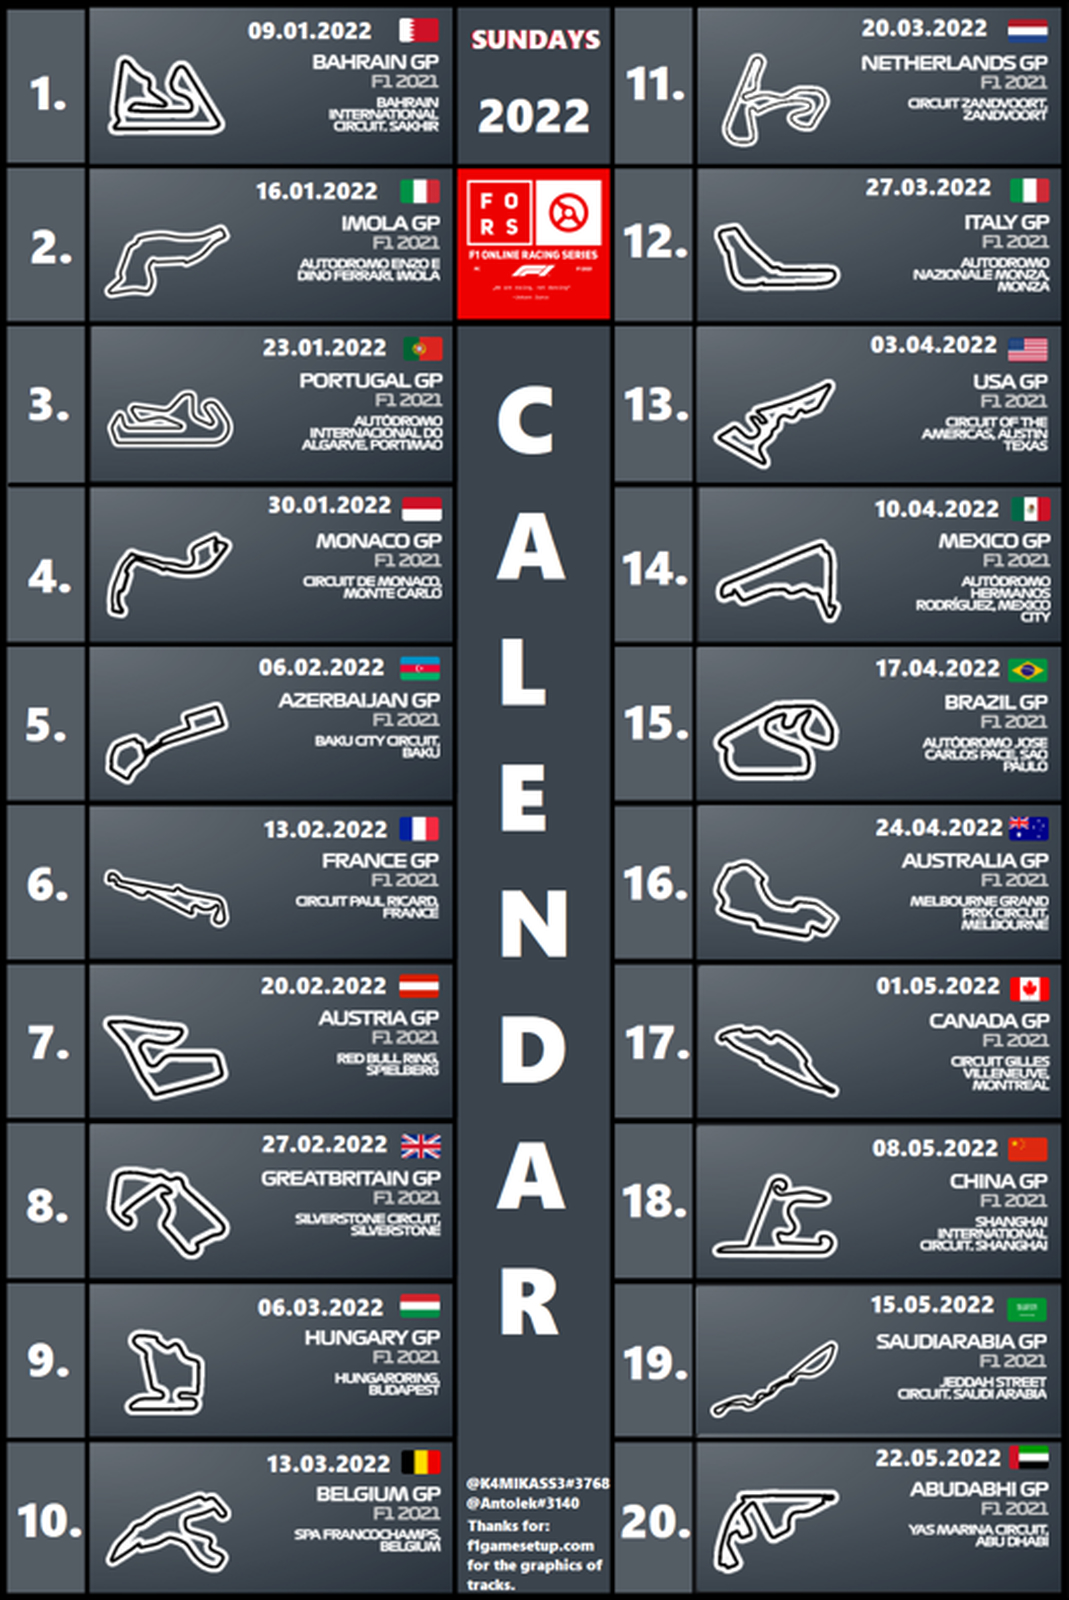 1.
09.01.2022
BAHRAIN GP
F1 2021
BAHRAIN
INTERNATIONAL
CIRCUIT, SAKHIR
2.
16.01.2022
IMOLA GP
F1 2021
AUTODROMO ENZO E
DINO FERRARI, IMOLA
3.
23.01.2022
PORTUGAL GP
F1 2021
AUTÓDROMO
INTERNACIONAL DO
ALGARVE, PORTIMAO
4.
30.01.2022
MONACO GP
F1 2021
CIRCUIT DE MONACO,
MONTE CARLO
5.
06.02.2022
AZERBAIJAN GP
F1 2021
BAKU CITY CIRCUIT,
BAKU
6.
13.02.2022
FRANCE GP
F1 2021
CIRCUIT PAUL RICARD,
FRANCE
7.
20.02.2022
AUSTRIA GP
F1 2021
RED BULL RING,
SPIELBERG
8.
27.02.2022
GREATBRITAIN GP
F1 2021
SILVERSTONE CIRCUIT,
SILVERSTONE
9.
06.03.2022
HUNGARY GP
F1 2021
HUNGARORING,
BUDAPEST
10.
13.03.2022
BELGIUM GP
F1 2021
SPA FRANCOCHAMPS,
BELGIUM
SUNDAYS
2022
FO
RS
F1 ONLINE RACING SERIES
F1
CALENDAR
@K4MIKASS3#3768
@Antolek#3140
Thanks for:
f1gamesetup.com
for the graphics of
tracks.
11.
20.03.2022
NETHERLANDS GP
F1 2021
CIRCUIT ZANDVOORT,
ZANDVOORT
12.
27.03.2022
ITALY GP
F1 2021
AUTODROMO
NAZIONALE MONZA,
MONZA
13.
03.04.2022
USA GP
F1 2021
CIRCUIT OF THE
AMERICAS, AUSTIN
TEXAS
14.
10.04.2022
MEXICO GP
F1 2021
AUTÓDROMO
HERMANOS
RODRÍGUEZ, MEXICO
CITY
15.
17.04.2022
BRAZIL GP
F1 2021
AUTÓDROMO JOSE
CARLOS PACE, SAO
PAULO
16.
24.04.2022
AUSTRALIA GP
F1 2021
MELBOURNE GRAND
PRIX CIRCUIT,
MELBOURNE
17.
01.05.2022
CANADA GP
F1 2021
CIRCUIT GILLES
VILLENEUVE,
MONTREAL
18.
08.05.2022
CHINA GP
F1 2021
SHANGHAI
INTERNATIONAL
CIRCUIT, SHANGHAI
19.
15.05.2022
SAUDIARABIA GP
F1 2021
JEDDAH STREET
CIRCUIT, SAUDI ARABIA
20.
22.05.2022
ABUDABHI GP
F1 2021
YAS MARINA CIRCUIT,
ABU DHABI